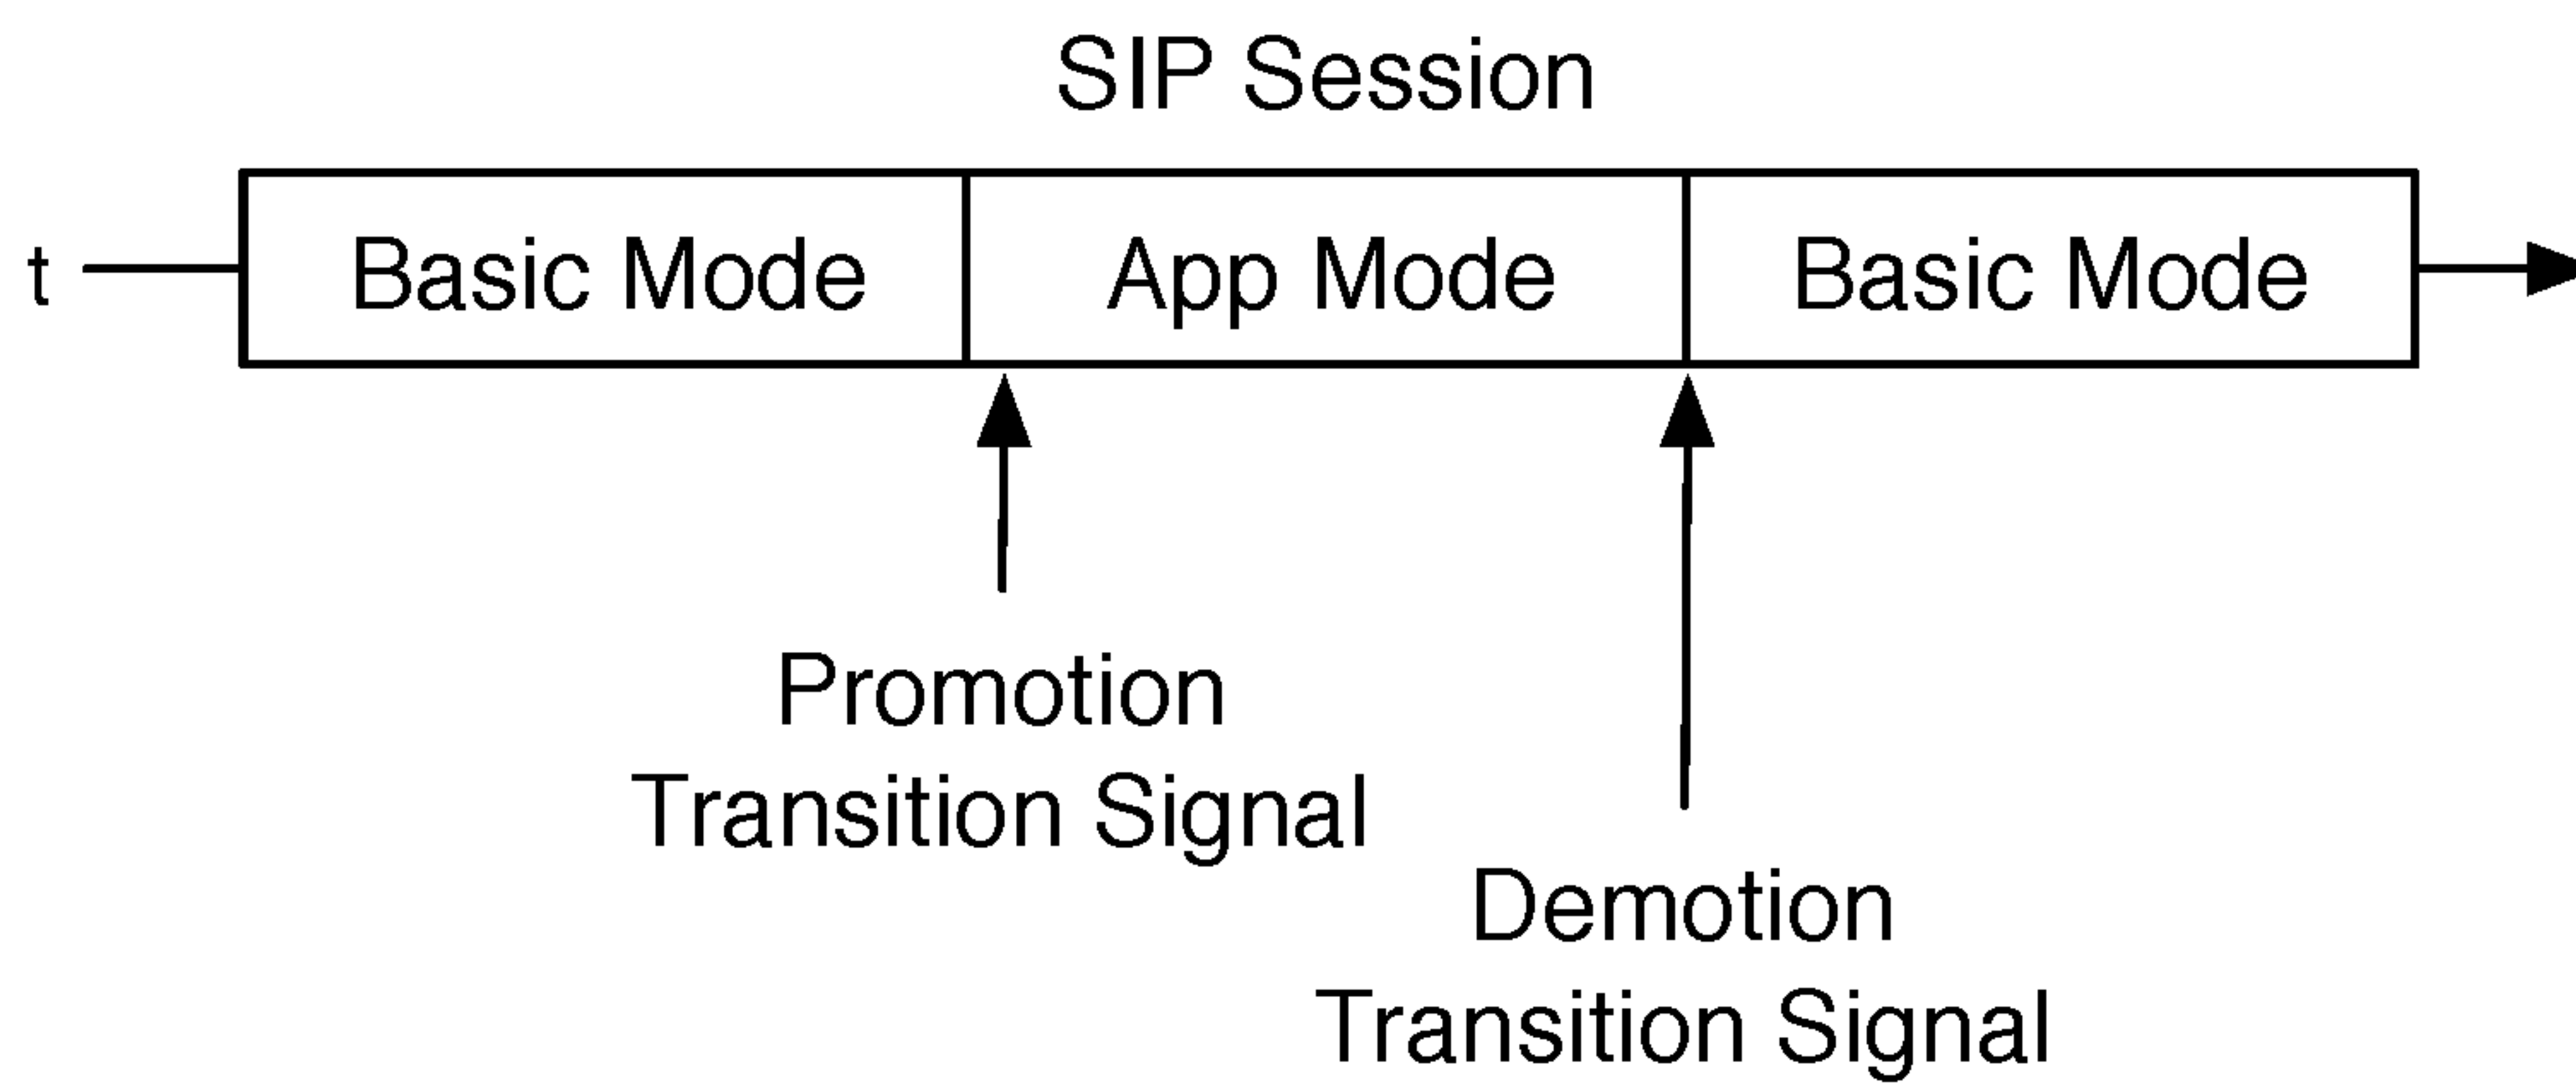 SIP Session
t
Basic Mode
App Mode
Basic Mode
Promotion
Transition Signal
Demotion
Transition Signal